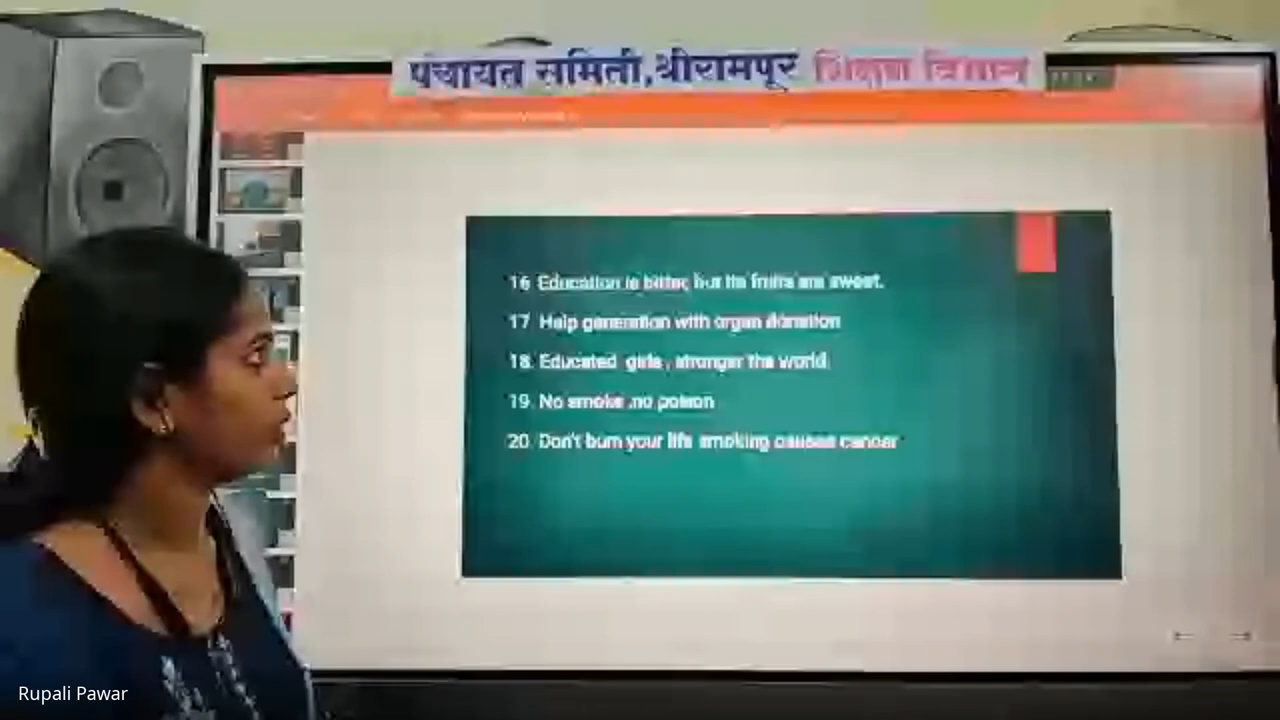 पंचायत समिती,श्रीरामपूर शिक्षण विभाग
16 Education is bitter, but its fruits are sweet.
17. Help generation with organ donation
18. Educated girls , stronger the world.
19. No smoke ,no poison
20. Don't burn your life smoking causes cancer
Rupali Pawar